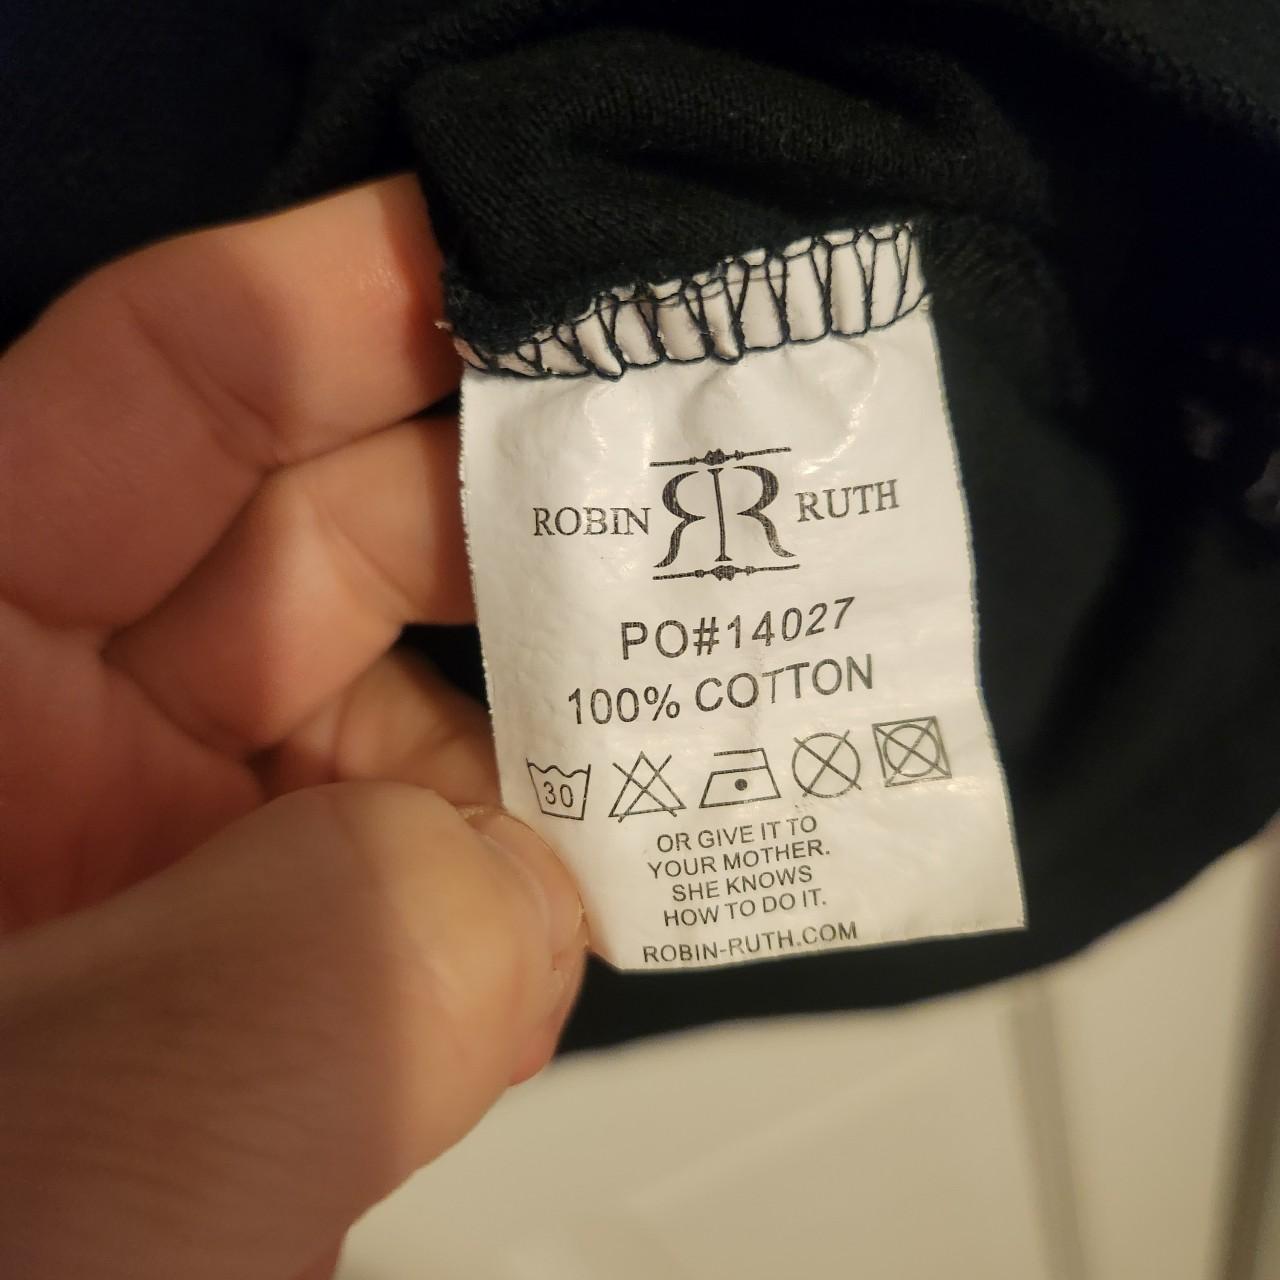 ROBIN RR RUTH
PO#14027
100% COTTON
30
OR GIVE IT TO
YOUR MOTHER.
SHE KNOWS
HOW TO DO IT.
ROBIN-RUTH.COM